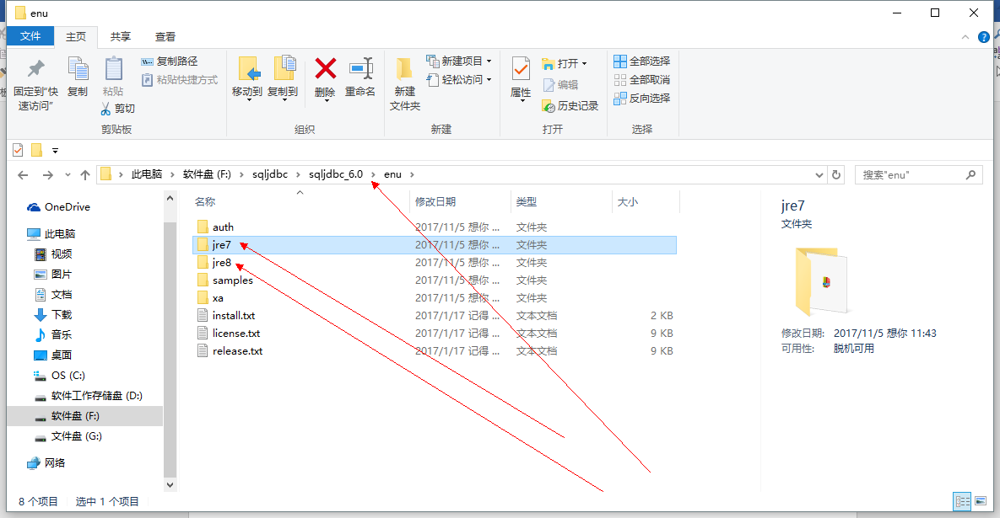 enu
文件 主页 共享 查看
固定到"快速访问"
复制
粘贴
复制路径
粘贴快捷方式
剪切
剪贴板
移动到
复制到
删除
重命名
组织
新建文件夹
新建项目
轻松访问
新建
属性
打开
编辑
历史记录
打开
全部选择
全部取消
反向选择
选择
此电脑 软件盘 (F:) sqljdbc sqljdbc_6.0 enu
搜索"enu"
OneDrive
此电脑
视频
图片
文档
下载
音乐
桌面
OS (C:)
软件工作存储盘 (D:)
软件盘 (F:)
文件盘 (G:)
网络
名称 修改日期 类型 大小
auth 2017/11/5 想你 ... 文件夹
jre7 2017/11/5 想你 ... 文件夹
jre8 2017/11/5 想你 ... 文件夹
samples 2017/11/5 想你 ... 文件夹
xa 2017/11/5 想你 ... 文件夹
install.txt 2017/1/17 记得 ... 文本文档 2 KB
license.txt 2017/1/17 记得 ... 文本文档 9 KB
release.txt 2017/1/17 记得 ... 文本文档 9 KB
jre7
文件夹
修改日期: 2017/11/5 想你 11:43
可用性: 脱机可用
8 个项目 选中 1 个项目